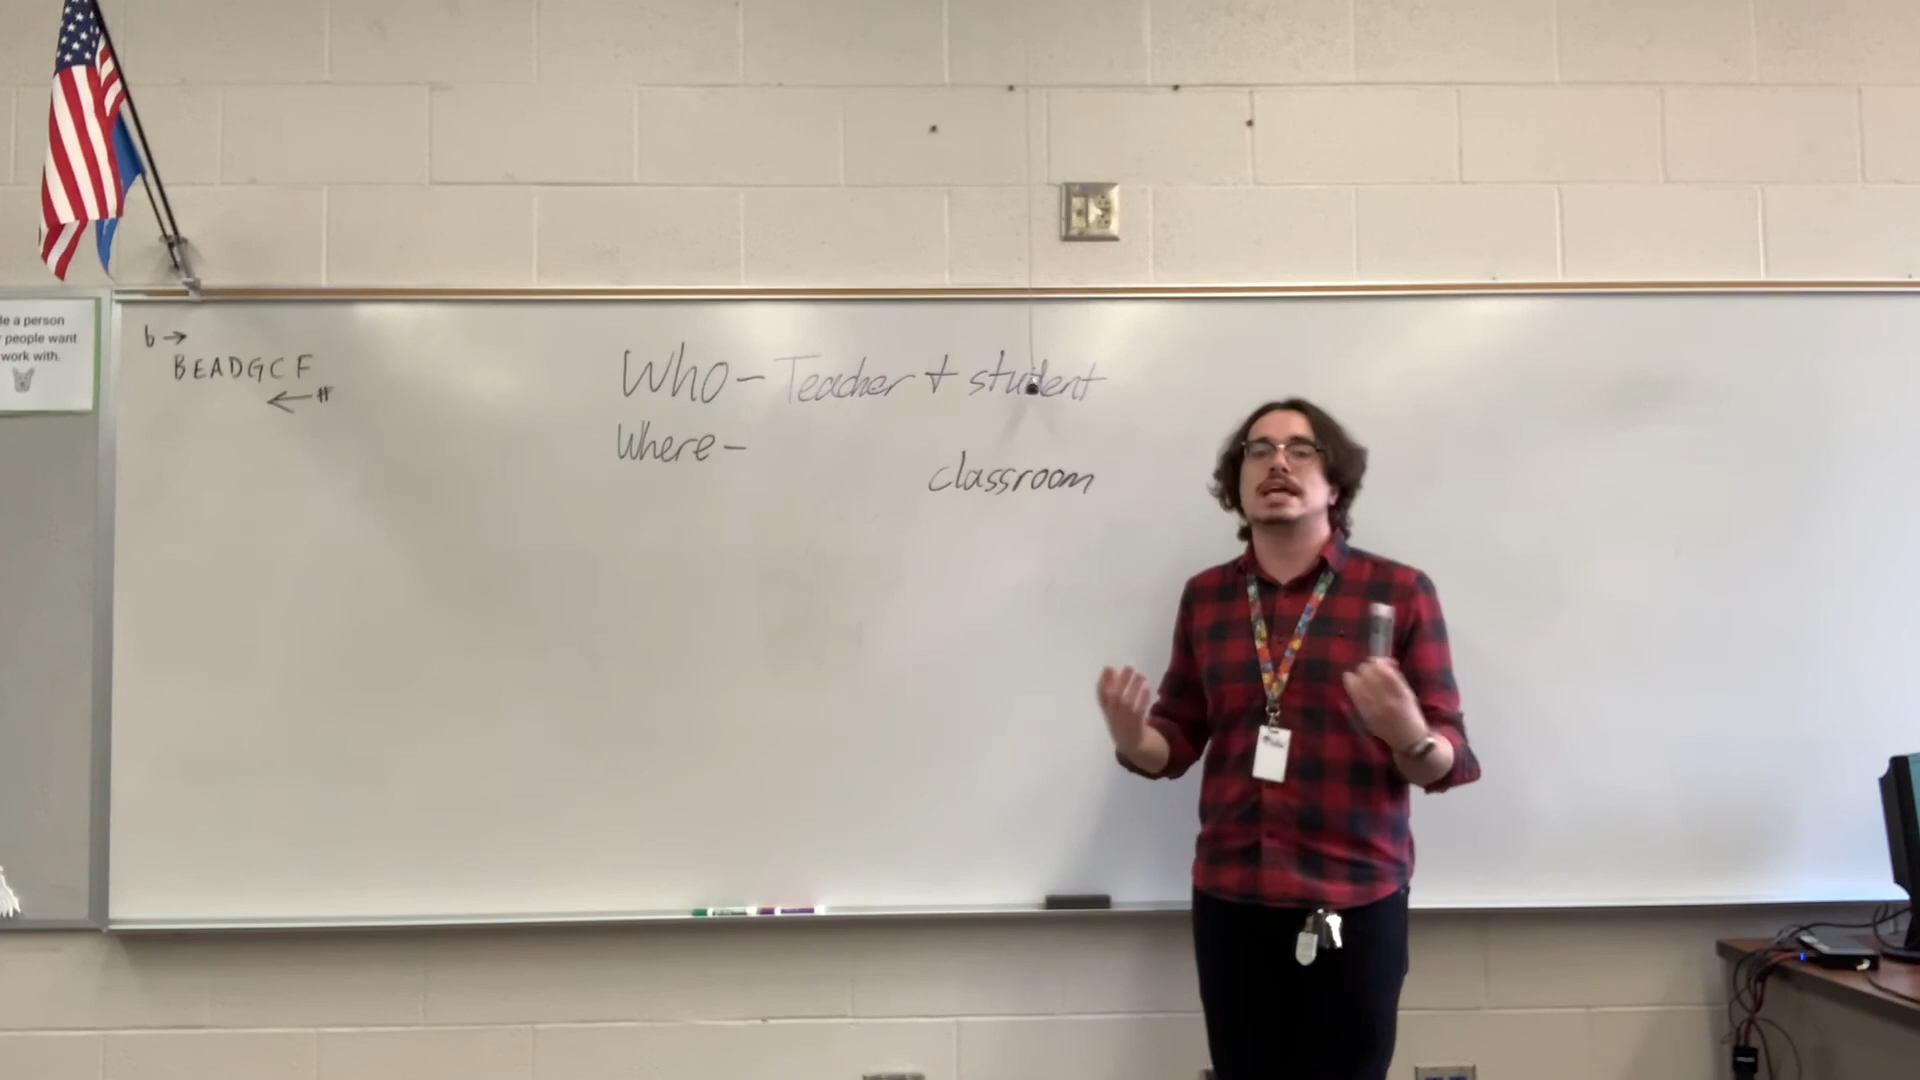 le a person
r people want
work with.
b →
BEADGCF
← #
Who – Teacher + student
Where –
classroom